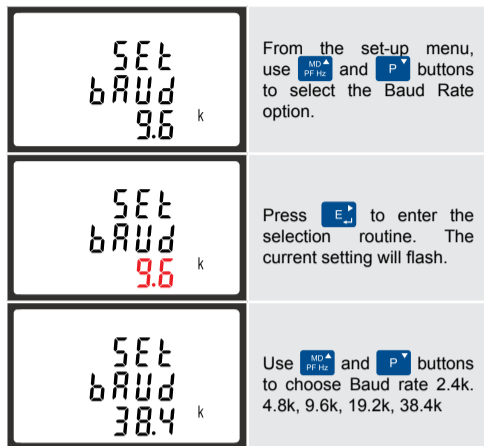 SEt
bAUd
9.6 k
From the set-up menu,
use MD PF Hz and P buttons
to select the Baud Rate
option.
SEt
bAUd
9.6 k
Press E to enter the
selection routine. The
current setting will flash.
SEt
bAUd
38.4 k
Use MD PF Hz and P buttons
to choose Baud rate 2.4k.
4.8k, 9.6k, 19.2k, 38.4k